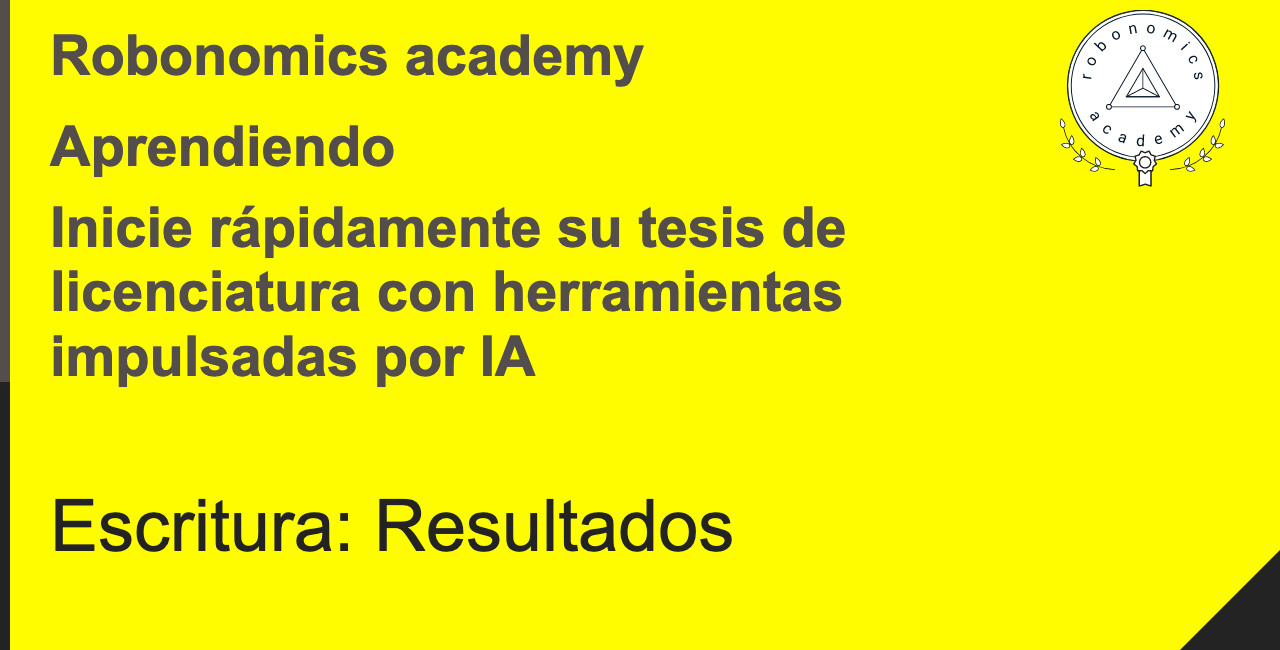 Robonomics academy
robonomics
academy
Aprendiendo
Inicie rápidamente su tesis de
licenciatura con herramientas
impulsadas por IA
Escritura: Resultados